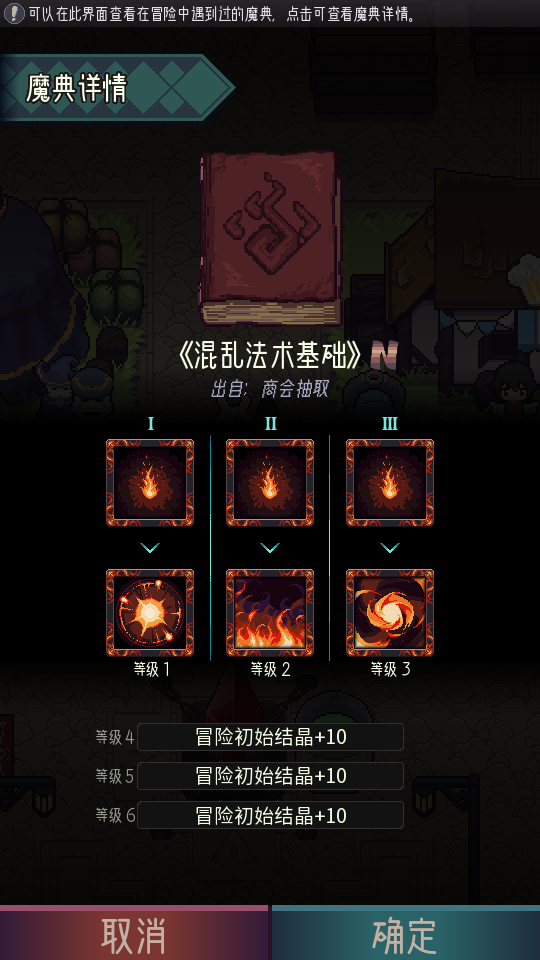 可以在此界面查看在冒险中遇到过的魔典，点击可查看魔典详情。
魔典详情
《混乱法术基础》N
出自：商会抽取
I II III
等级1 等级2 等级3
等级4 冒险初始结晶+10
等级5 冒险初始结晶+10
等级6 冒险初始结晶+10
取消 确定